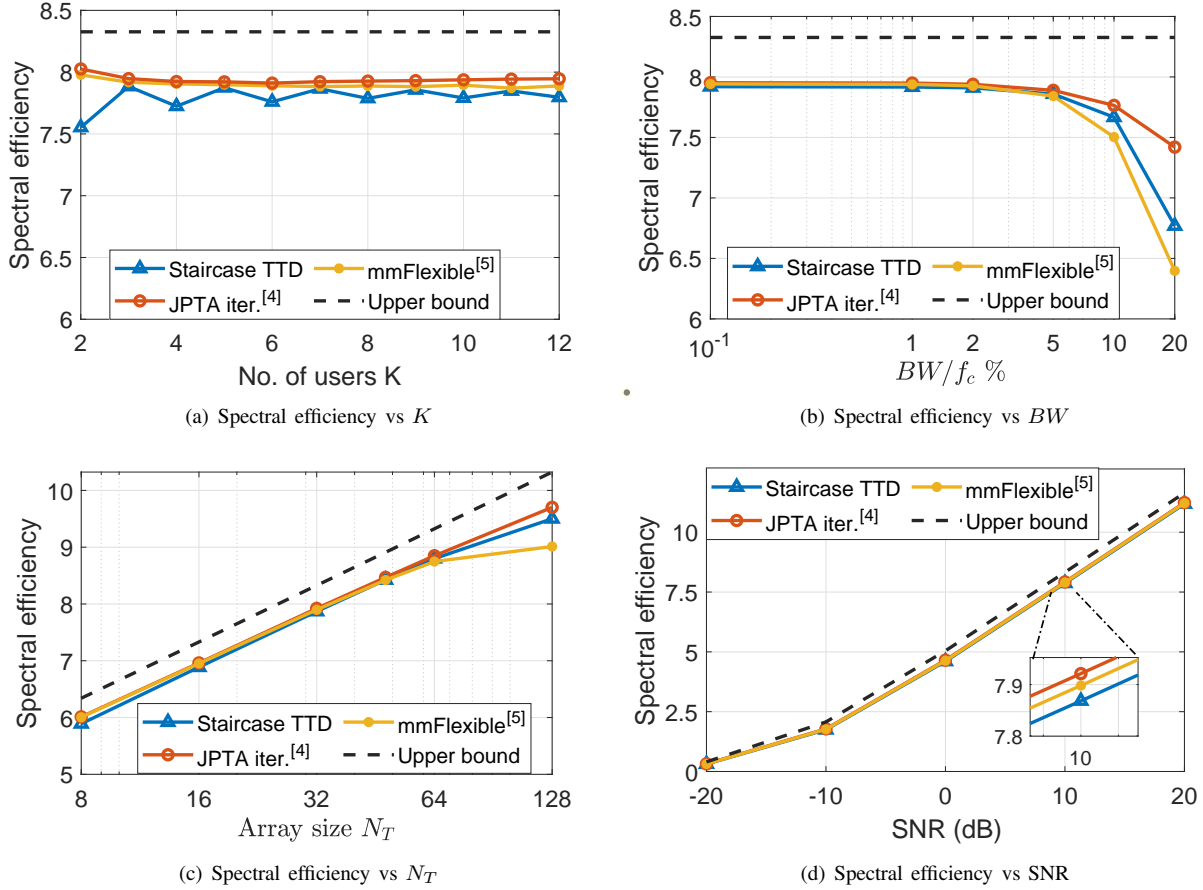 8.5
8
7.5
7
6.5
6
Spectral efficiency
Staircase TTD
mmFlexible[5]
JPTA iter.[4]
Upper bound
2 4 6 8 10 12
No. of users K
(a) Spectral efficiency vs K
8.5
8
7.5
7
6.5
6
Spectral efficiency
Staircase TTD
mmFlexible[5]
JPTA iter.[4]
Upper bound
10-1 1 2 5 10 20
BW/fc %
(b) Spectral efficiency vs BW
10
9
8
7
6
5
Spectral efficiency
Staircase TTD
mmFlexible[5]
JPTA iter.[4]
Upper bound
8 16 32 64 128
Array size NT
(c) Spectral efficiency vs NT
10
7.5
5
2.5
0
Spectral efficiency
Staircase TTD
mmFlexible[5]
JPTA iter.[4]
Upper bound
7.9
7.8
10
-20 -10 0 10 20
SNR (dB)
(d) Spectral efficiency vs SNR